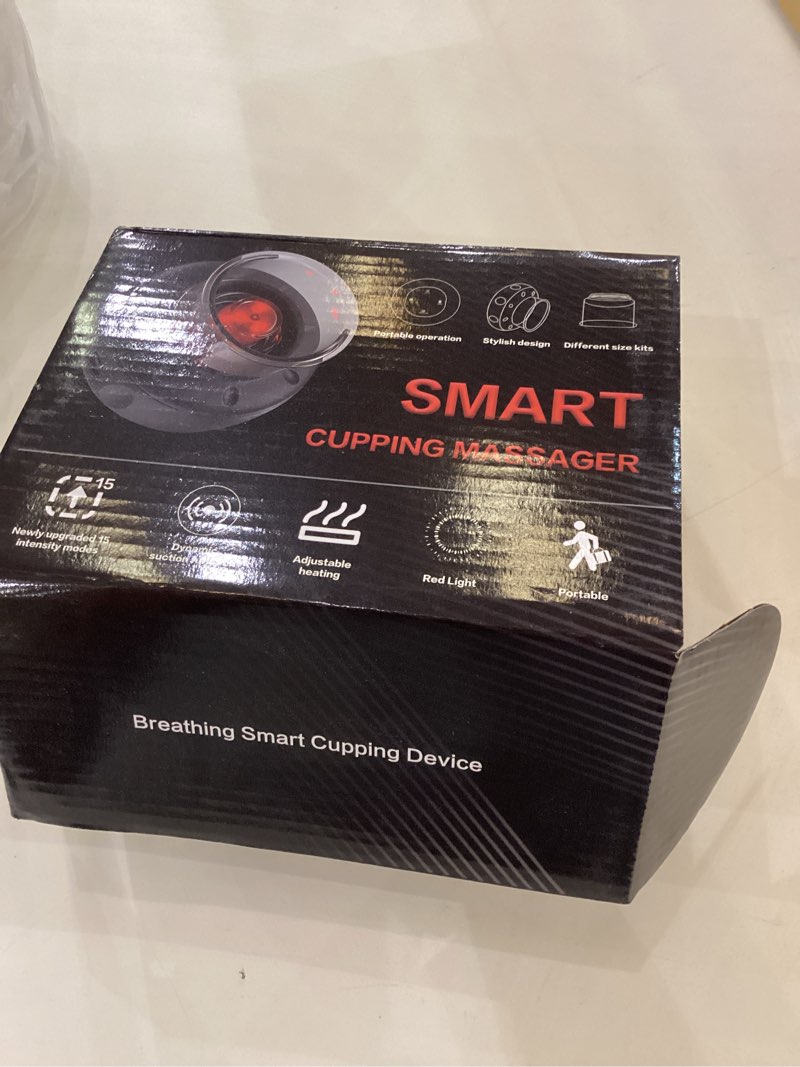 Portable operation
Stylish design
Different size kits
SMART
CUPPING MASSAGER
15
Newly upgraded 15
intensity modes
suction
Adjustable
heating
Red Light
Portable
Breathing Smart Cupping Device